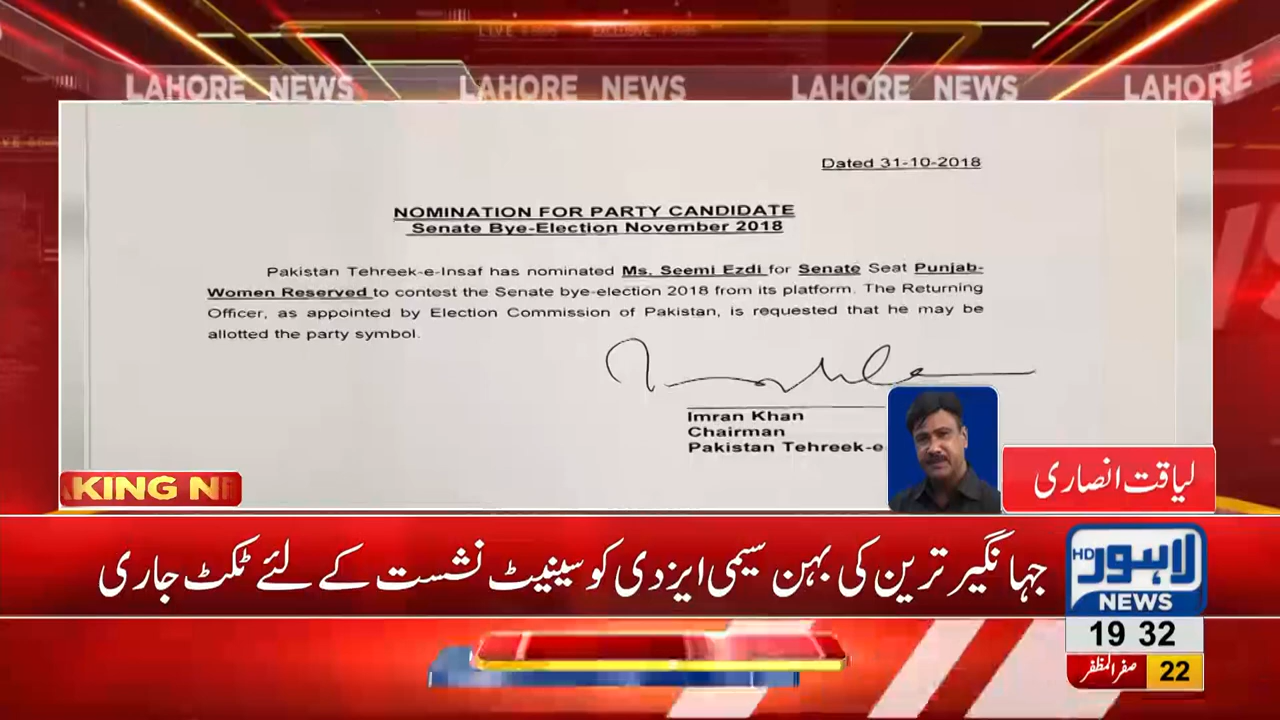 LIVE
EXCLUSIVE
LAHORE NEWS LAHORE NEWS LAHORE NEWS LAHORE
Dated 31-10-2018
NOMINATION FOR PARTY CANDIDATE
Senate Bye-Election November 2018
Pakistan Tehreek-e-Insaf has nominated Ms. Seemi Ezdi for Senate Seat Punjab-
Women Reserved to contest the Senate bye-election 2018 from its platform. The Returning
Officer, as appointed by Election Commission of Pakistan, is requested that he may be
allotted the party symbol.
Imran Khan
Chairman
Pakistan Tehreek-e
لیاقت انصاری
KING N
جہانگیر ترین کی بہن سیمی ایزدی کو سینیٹ نشست کے لئے ٹکٹ جاری
HD لاہور
NEWS
19 32
صفر المظفر 22